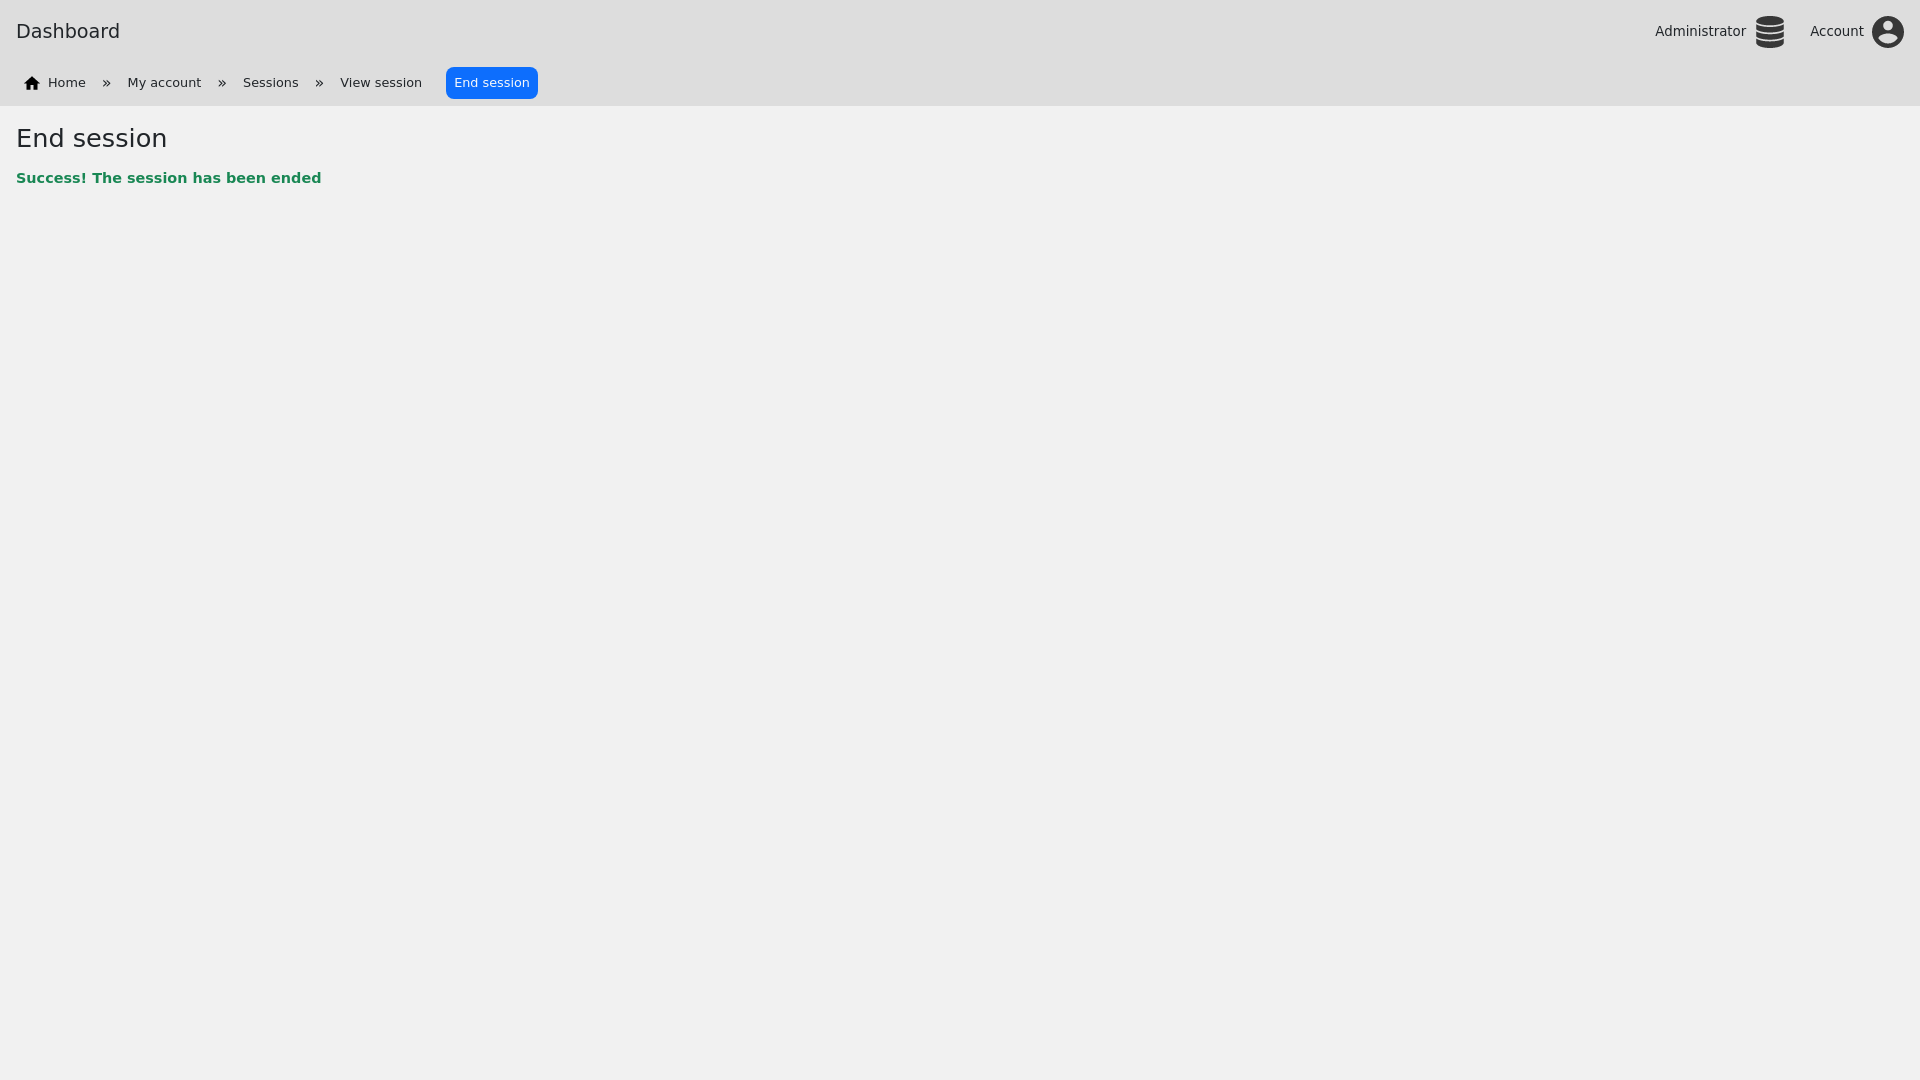 Dashboard
Administrator
Account
Home » My account » Sessions » View session End session
End session
Success! The session has been ended